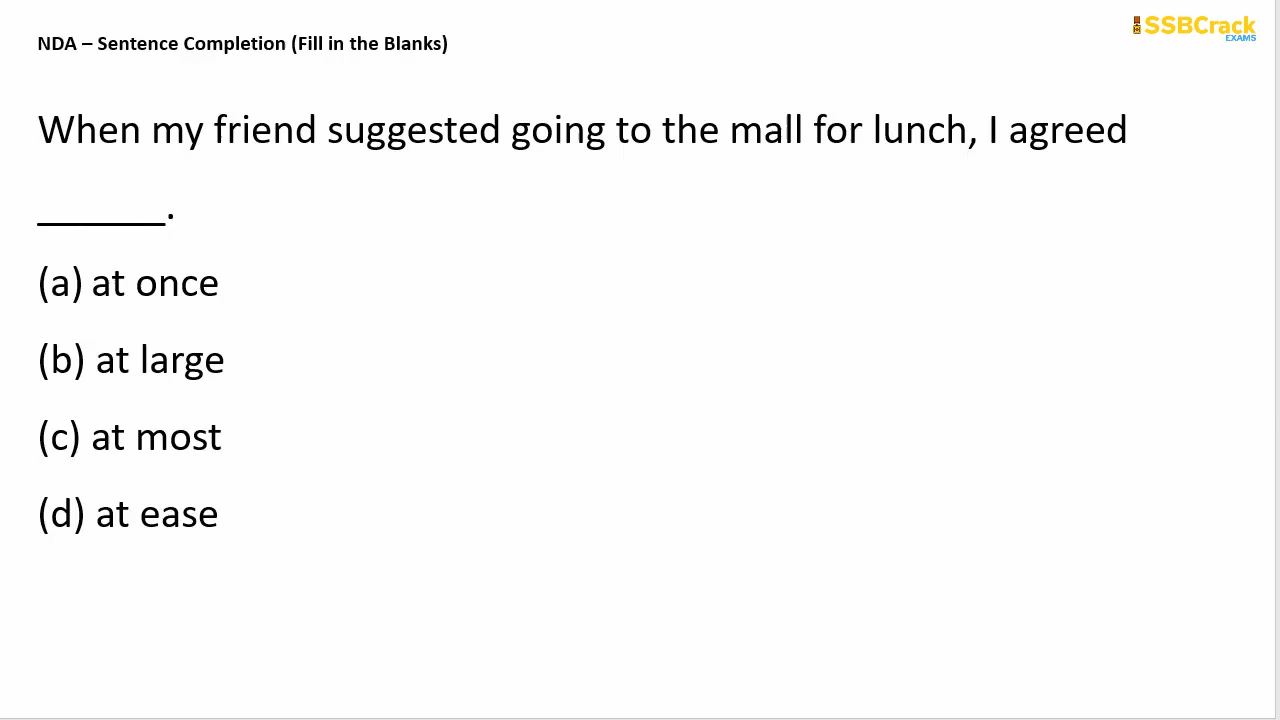 NDA – Sentence Completion (Fill in the Blanks)
SSBCrack
EXAMS
When my friend suggested going to the mall for lunch, I agreed
______.
(a) at once
(b) at large
(c) at most
(d) at ease